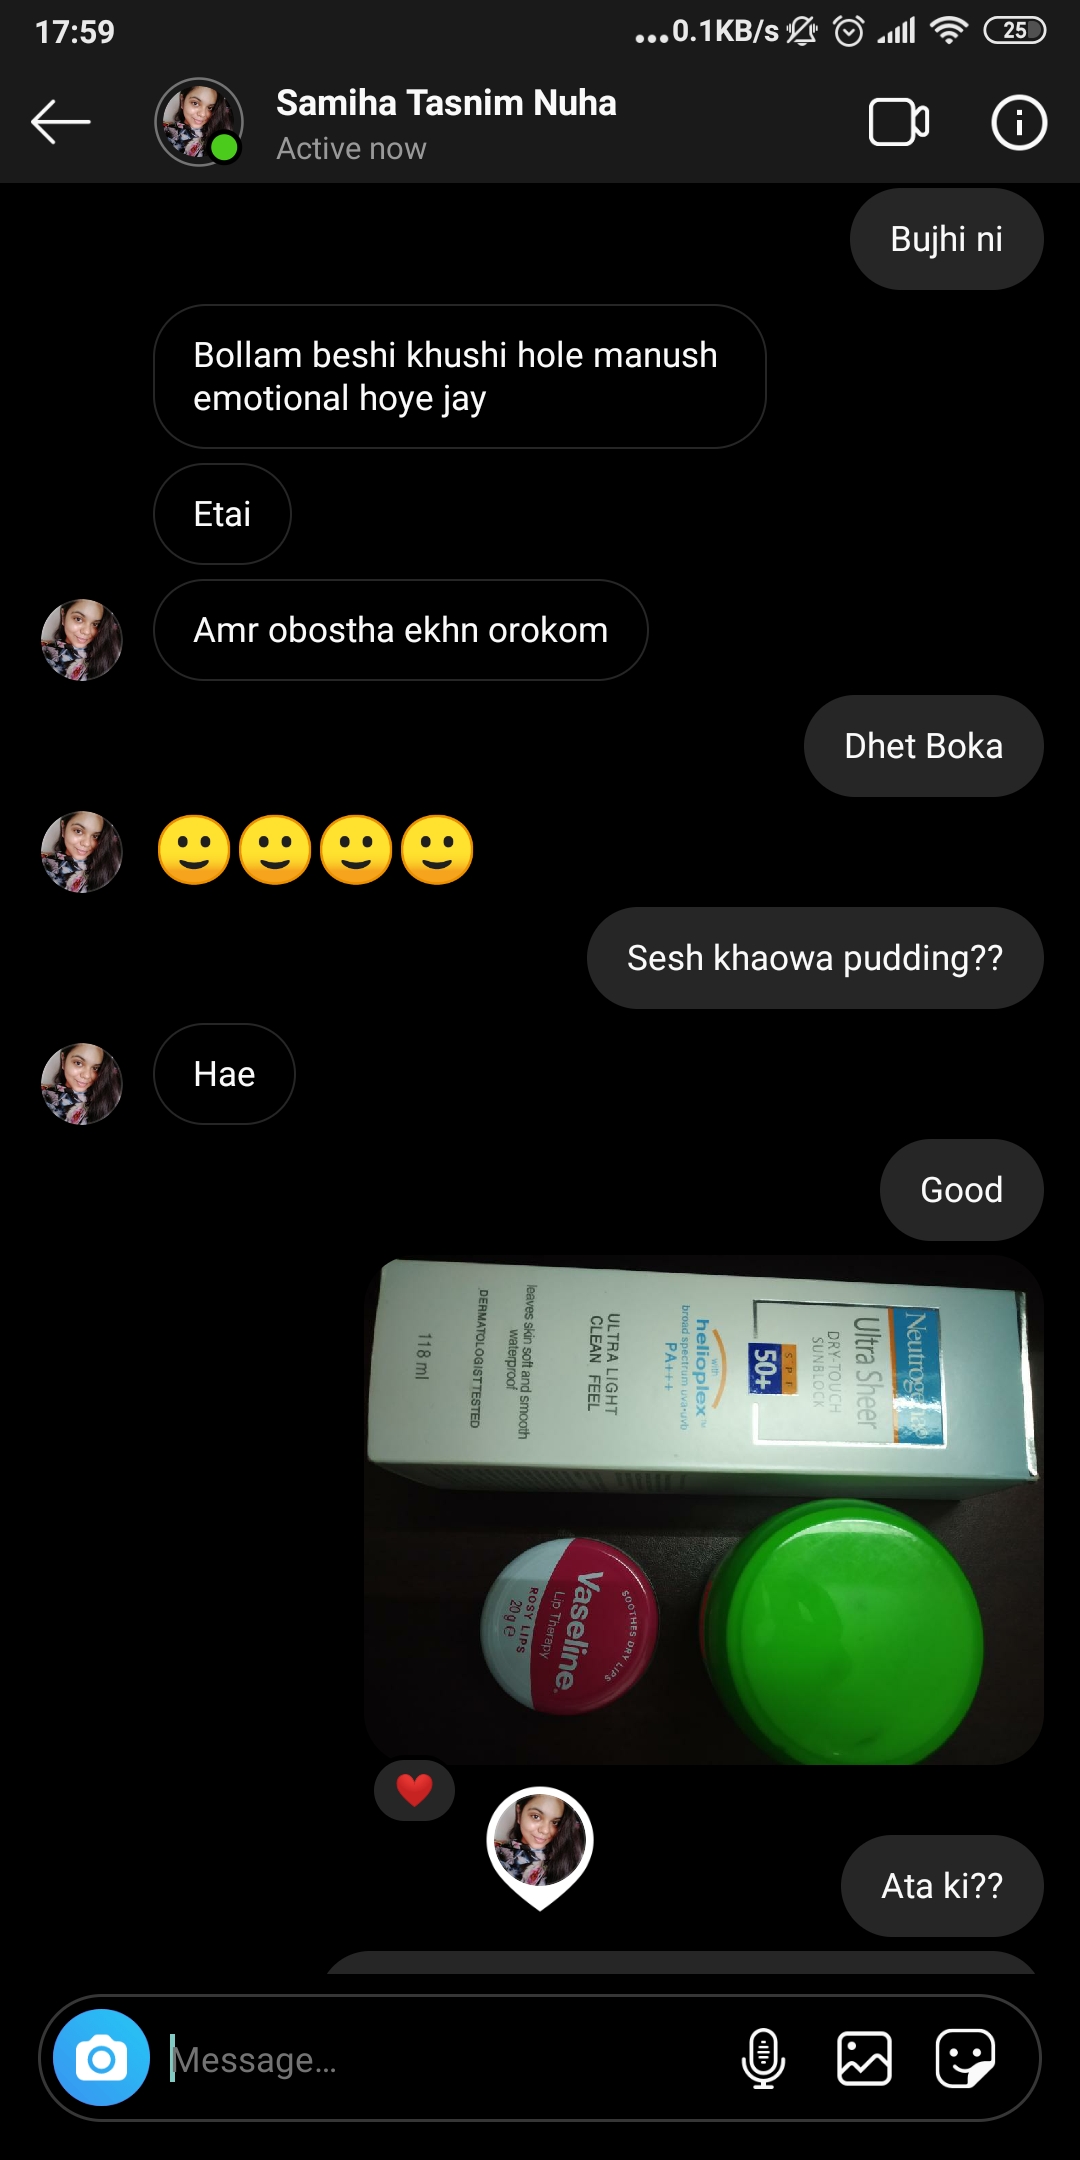 17:59
...0.1KB/s
25
Samiha Tasnim Nuha
Active now
Bujhi ni
Bollam beshi khushi hole manush
emotional hoye jay
Etai
Amr obostha ekhn orokom
Dhet Boka
Sesh khaowa pudding??
Hae
Good
Neutrogena
Ultra Sheer
DRY-TOUCH
SUNBLOCK
SPF
50+
with
helioplex™
broad spectrum uva•uvb
PA+++
ULTRA LIGHT
CLEAN FEEL
leaves skin soft and smooth
waterproof
DERMATOLOGIST TESTED
118 ml
SOOTHES DRY LIPS
Vaseline
Lip Therapy
ROSY LIPS
20 g e
Ata ki??
Message...